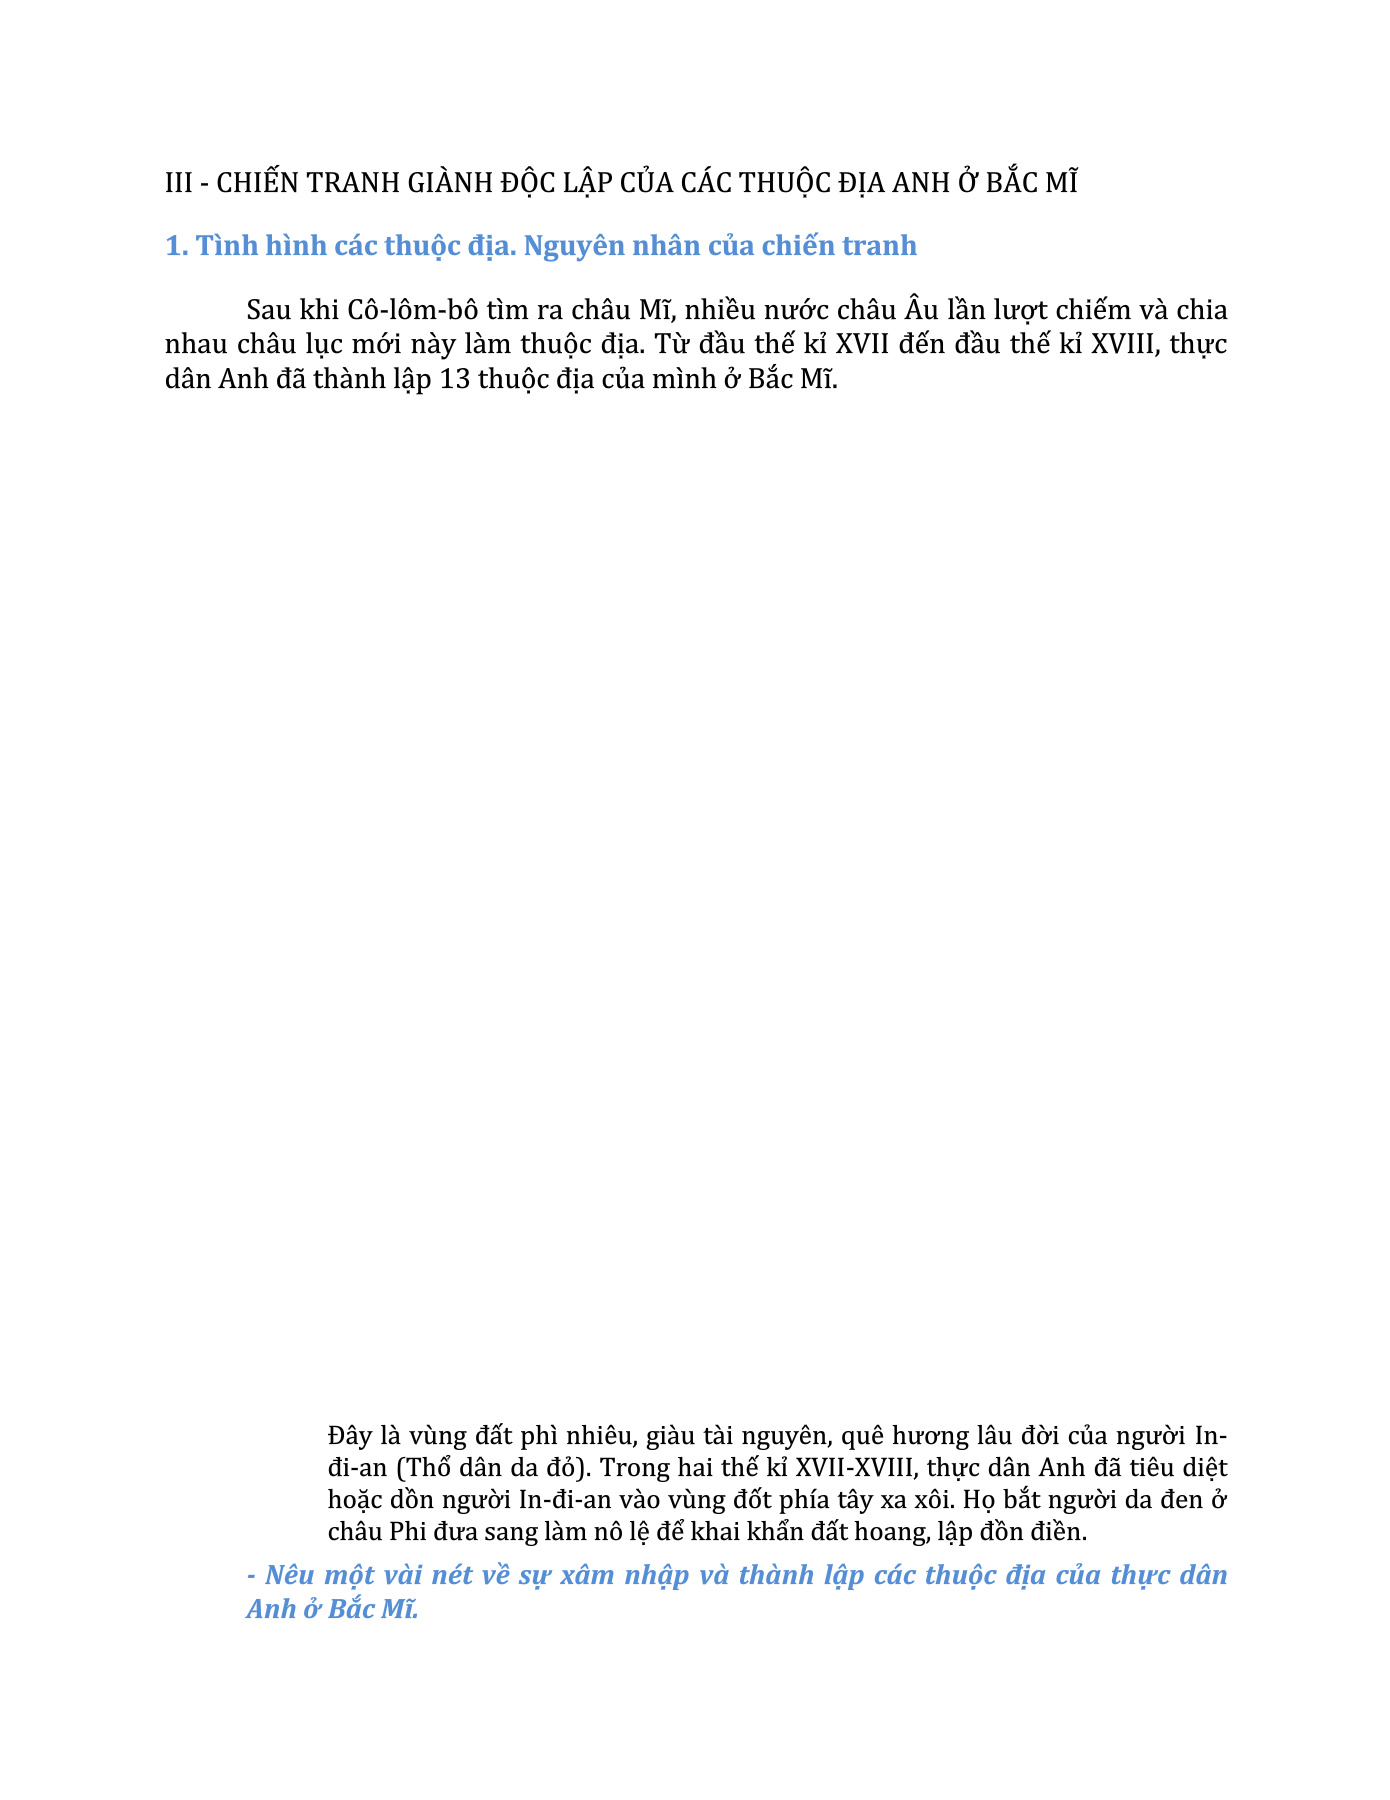 III - CHIẾN TRANH GIÀNH ĐỘC LẬP CỦA CÁC THUỘC ĐỊA ANH Ở BẮC MĨ
1. Tình hình các thuộc địa. Nguyên nhân của chiến tranh
Sau khi Cô-lôm-bô tìm ra châu Mĩ, nhiều nước châu Âu lần lượt chiếm và chia
nhau châu lục mới này làm thuộc địa. Từ đầu thế kỉ XVII đến đầu thế kỉ XVIII, thực
dân Anh đã thành lập 13 thuộc địa của mình ở Bắc Mĩ.
Đây là vùng đất phì nhiêu, giàu tài nguyên, quê hương lâu đời của người In-
đi-an (Thổ dân da đỏ). Trong hai thế kỉ XVII-XVIII, thực dân Anh đã tiêu diệt
hoặc dồn người In-đi-an vào vùng đốt phía tây xa xôi. Họ bắt người da đen ở
châu Phi đưa sang làm nô lệ để khai khẩn đất hoang, lập đồn điền.
- Nêu một vài nét về sự xâm nhập và thành lập các thuộc địa của thực dân
Anh ở Bắc Mĩ.